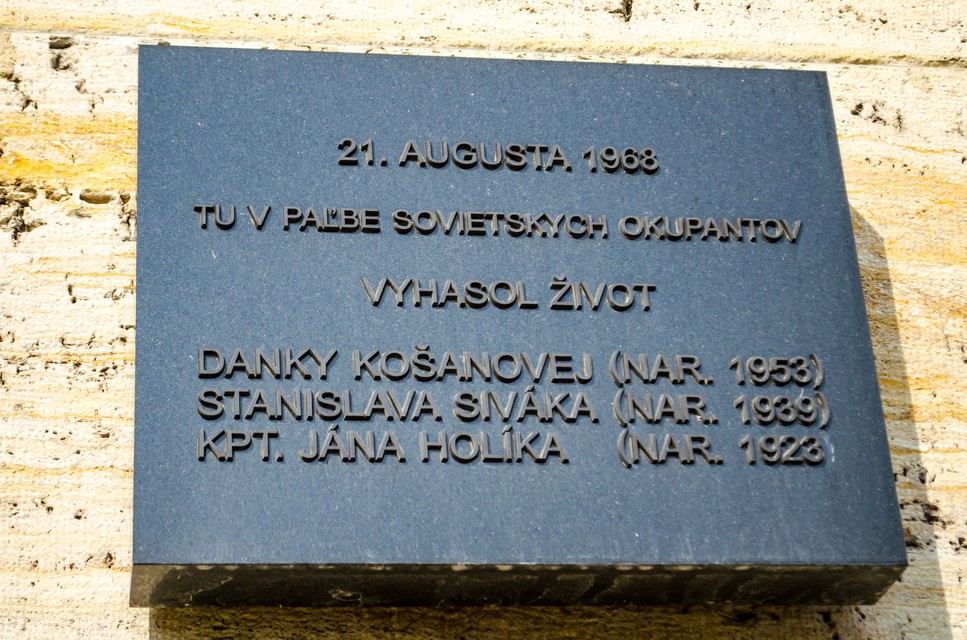 21. AUGUSTA 1968
TU V PAĽBE SOVIETSKYCH OKUPANTOV
VYHASOL ŽIVOT
DANKY KOŠANOVEJ (NAR. 1953)
STANISLAVA SIVÁKA (NAR. 1939)
KPT. JÁNA HOLÍKA (NAR. 1923